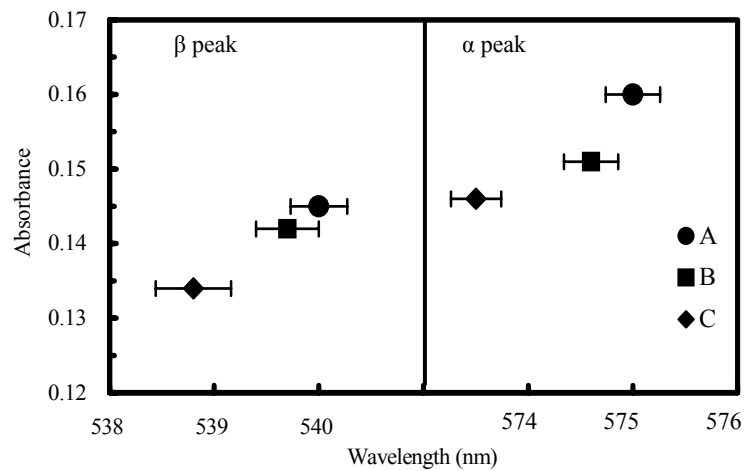 0.17
β peak
α peak
0.16
0.15
Absorbance
0.14
A
B
0.13
C
0.12
538
539
540
574
575
576
Wavelength (nm)